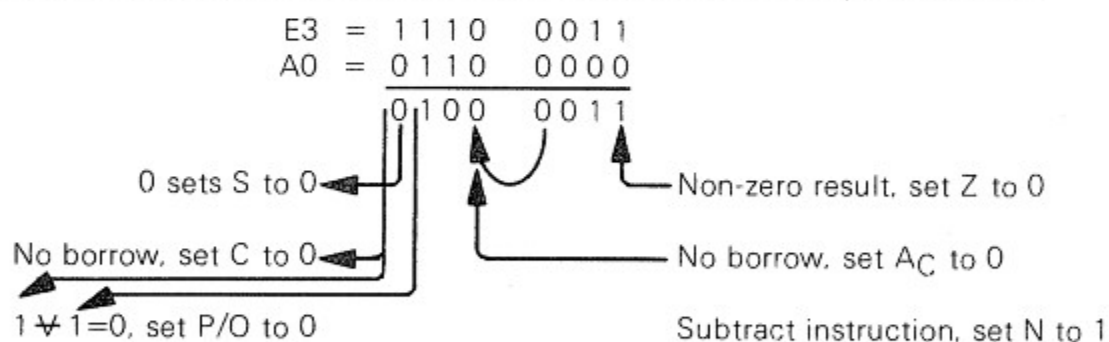 E3 = 1110 0011
A0 = 0110 0000
0100 0011
0 sets S to 0
Non-zero result, set Z to 0
No borrow, set C to 0
No borrow, set AC to 0
1 ⊻ 1=0, set P/O to 0
Subtract instruction, set N to 1